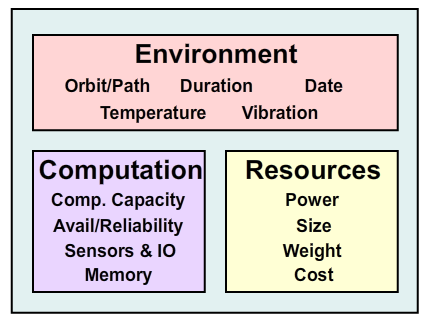 Environment
Orbit/Path Duration Date
Temperature Vibration
Computation
Comp. Capacity
Avail/Reliability
Sensors & IO
Memory
Resources
Power
Size
Weight
Cost